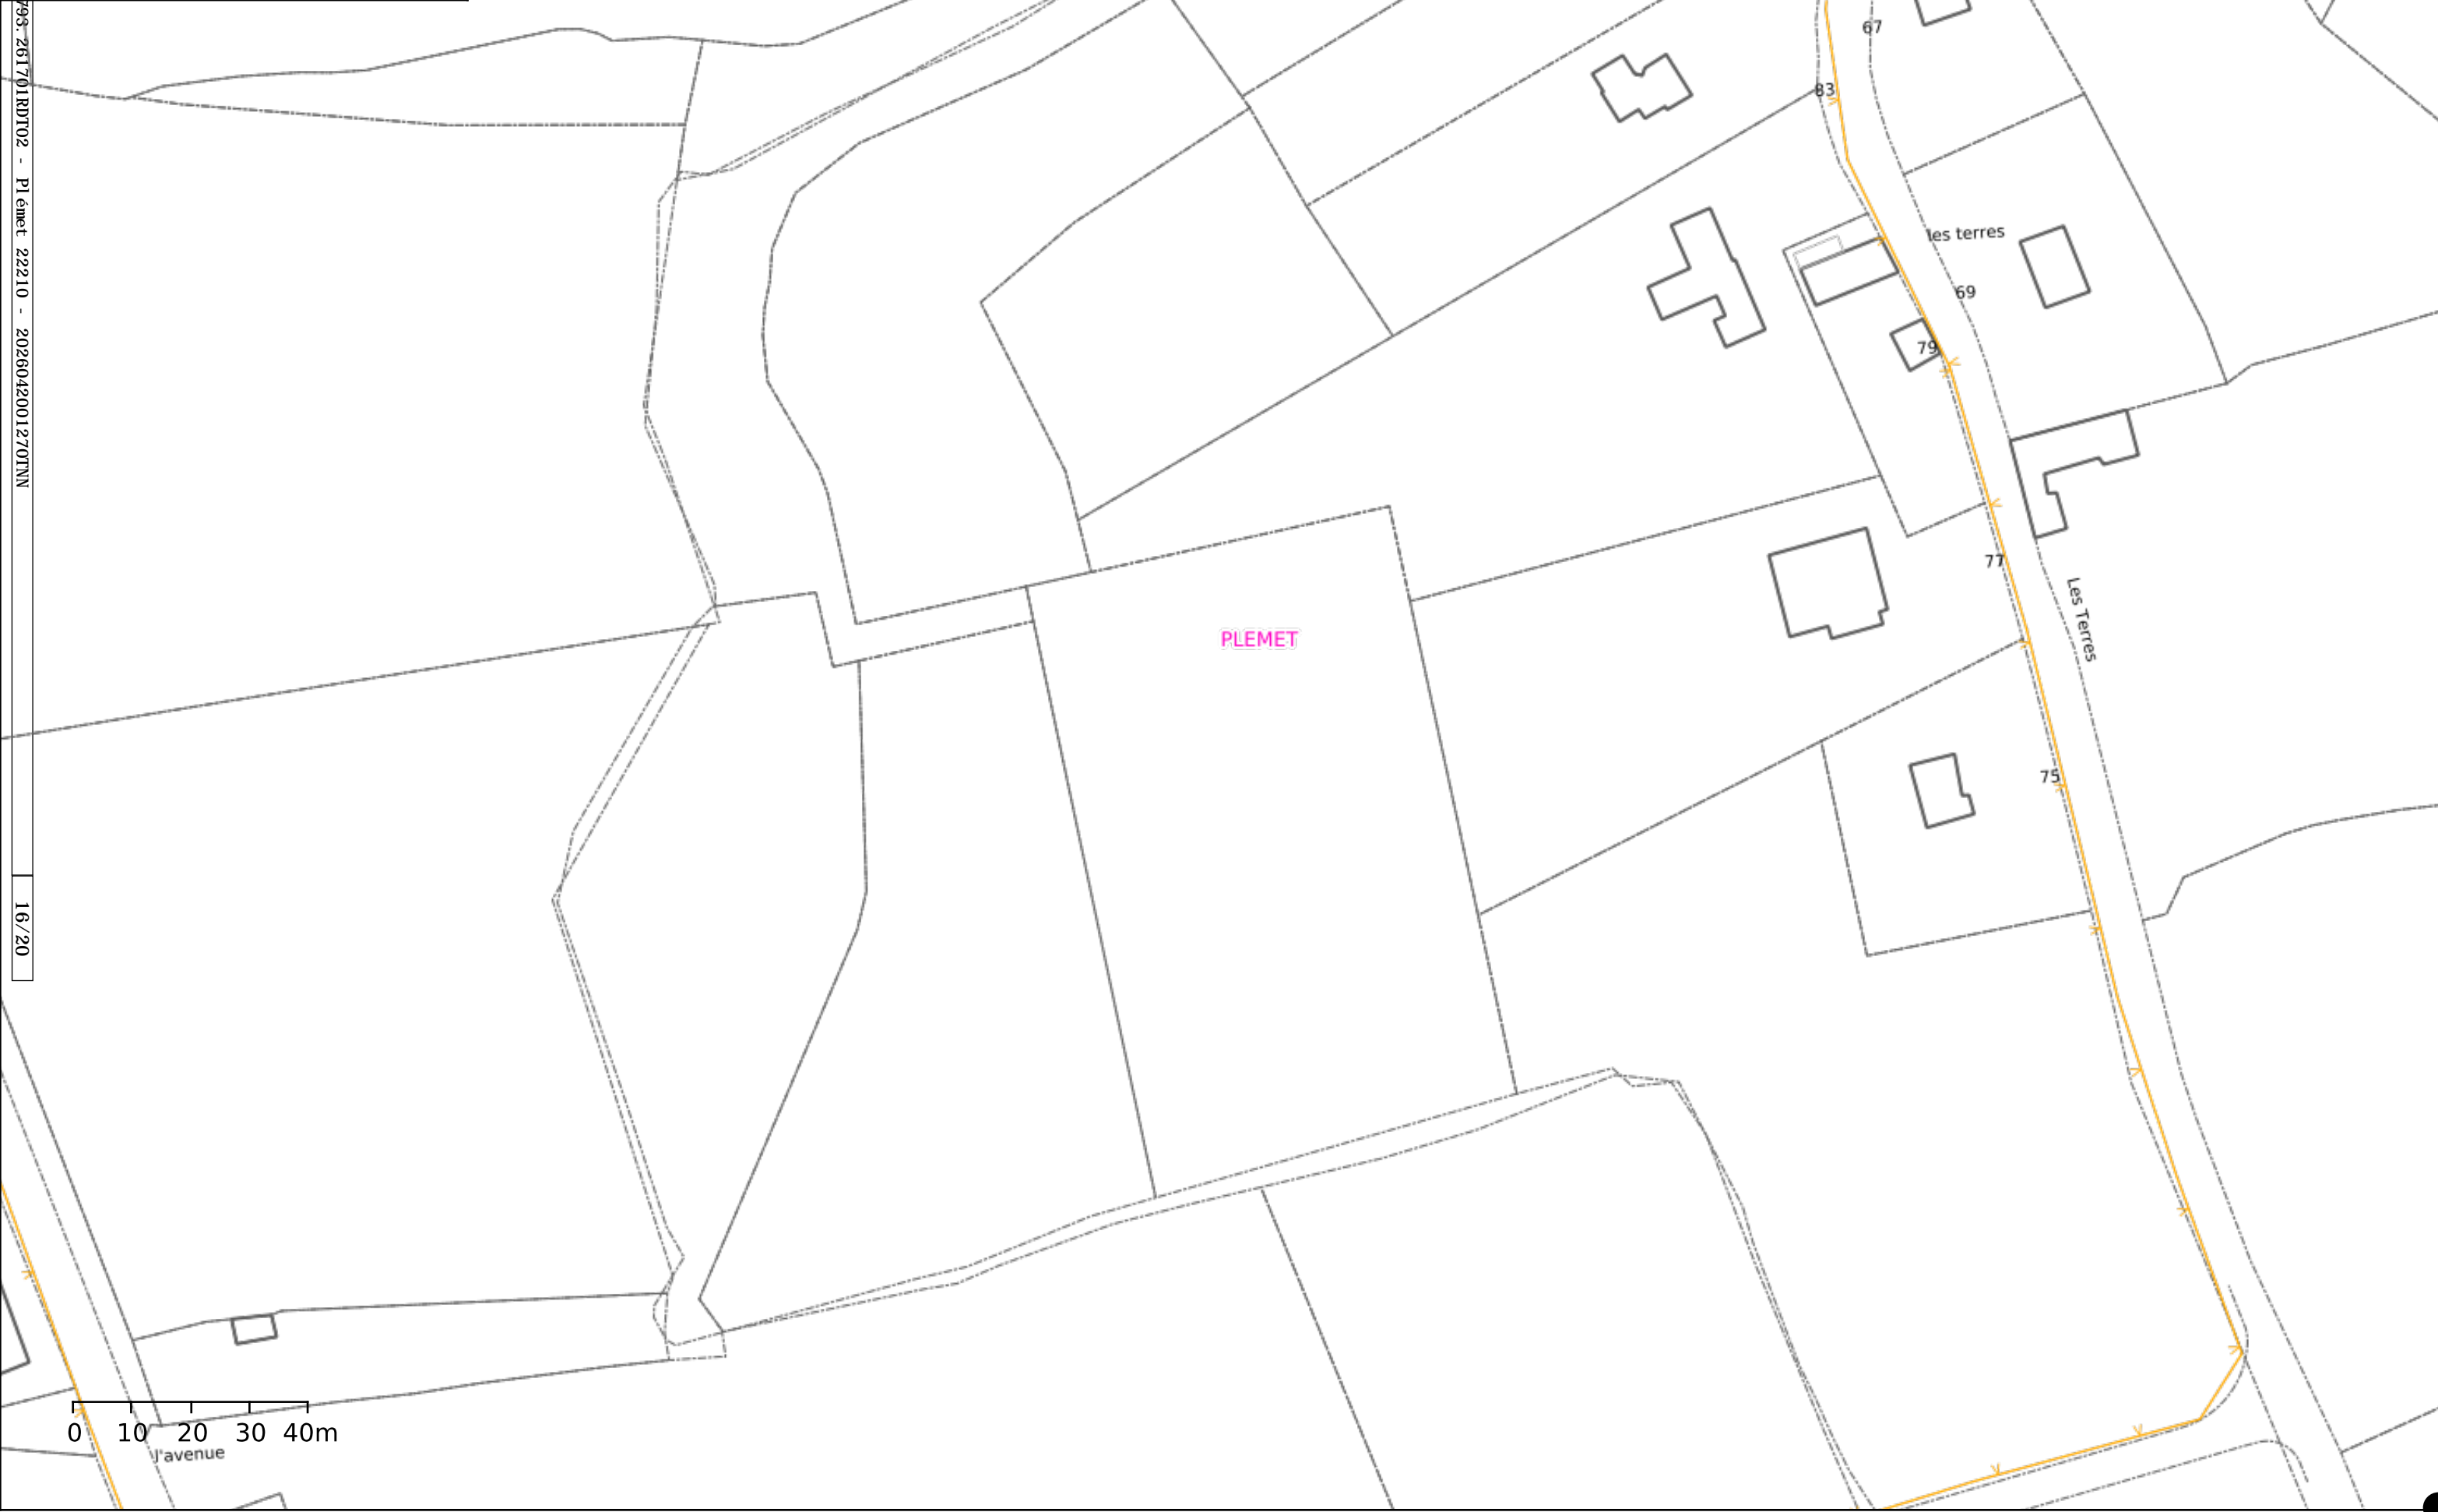 793. 261701RDT02 - Plémet 22210 - 2026042001270TNN
16/20
67
83
les terres
69
79
77
Les Terres
PLEMET
75
0 10 20 30 40m
l'avenue